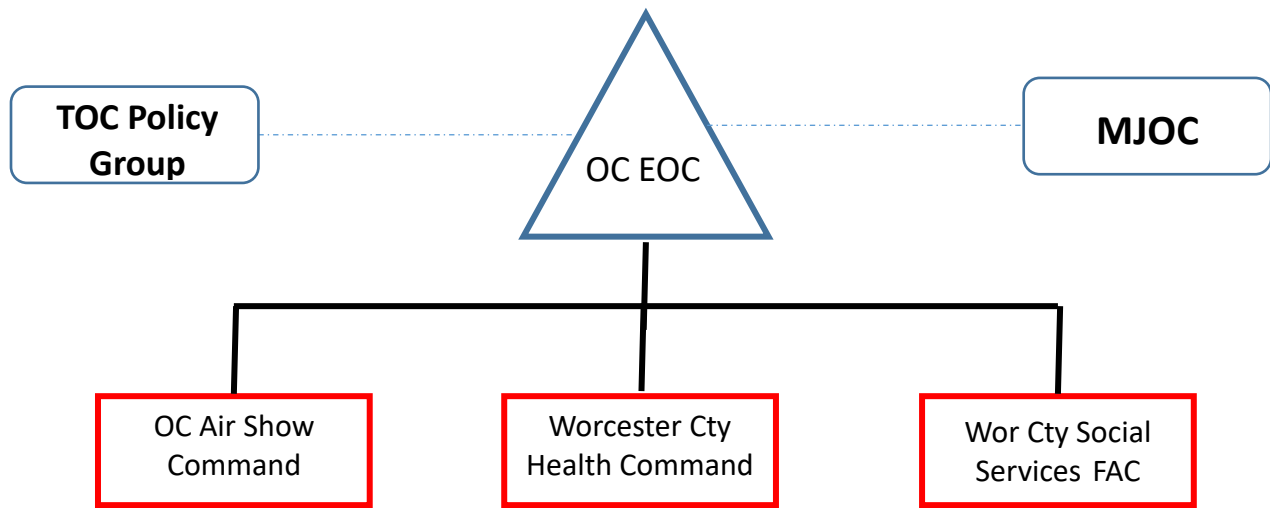 TOC Policy
Group
OC EOC
MJOC
OC Air Show
Command
Worcester Cty
Health Command
Wor Cty Social
Services FAC